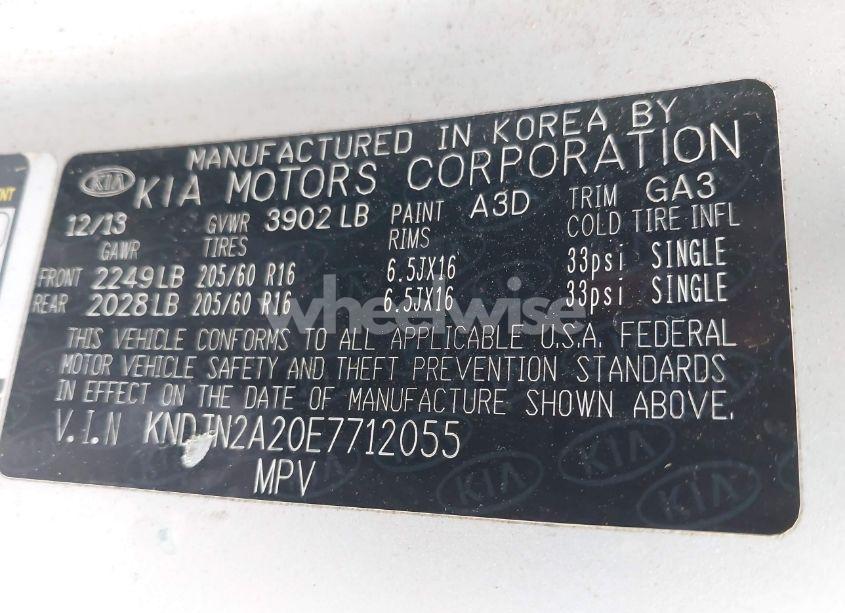 MANUFACTURED IN KOREA BY
KIA KIA MOTORS CORPORATION
12/13 GVWR 3902 LB PAINT A3D TRIM GA3
GAWR TIRES RIMS COLD TIRE INFL
FRONT 2249LB 205/60 R16 6.5JX16 33psi SINGLE
REAR 2028LB 205/60 R16 6.5JX16 33psi SINGLE
wheelwise
THIS VEHICLE CONFORMS TO ALL APPLICABLE U.S.A. FEDERAL
MOTOR VEHICLE SAFETY AND THEFT PREVENTION STANDARDS
IN EFFECT ON THE DATE OF MANUFACTURE SHOWN ABOVE.
V.I.N KNDJN2A20E7712055
MPV